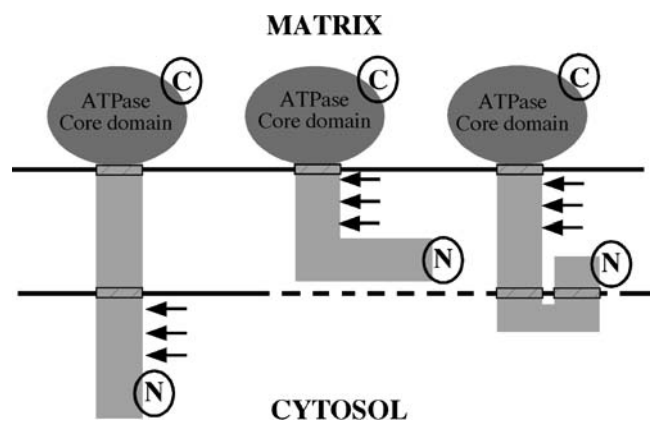 MATRIX
C
C
C
ATPase
Core domain
ATPase
Core domain
ATPase
Core domain
N
N
N
CYTOSOL